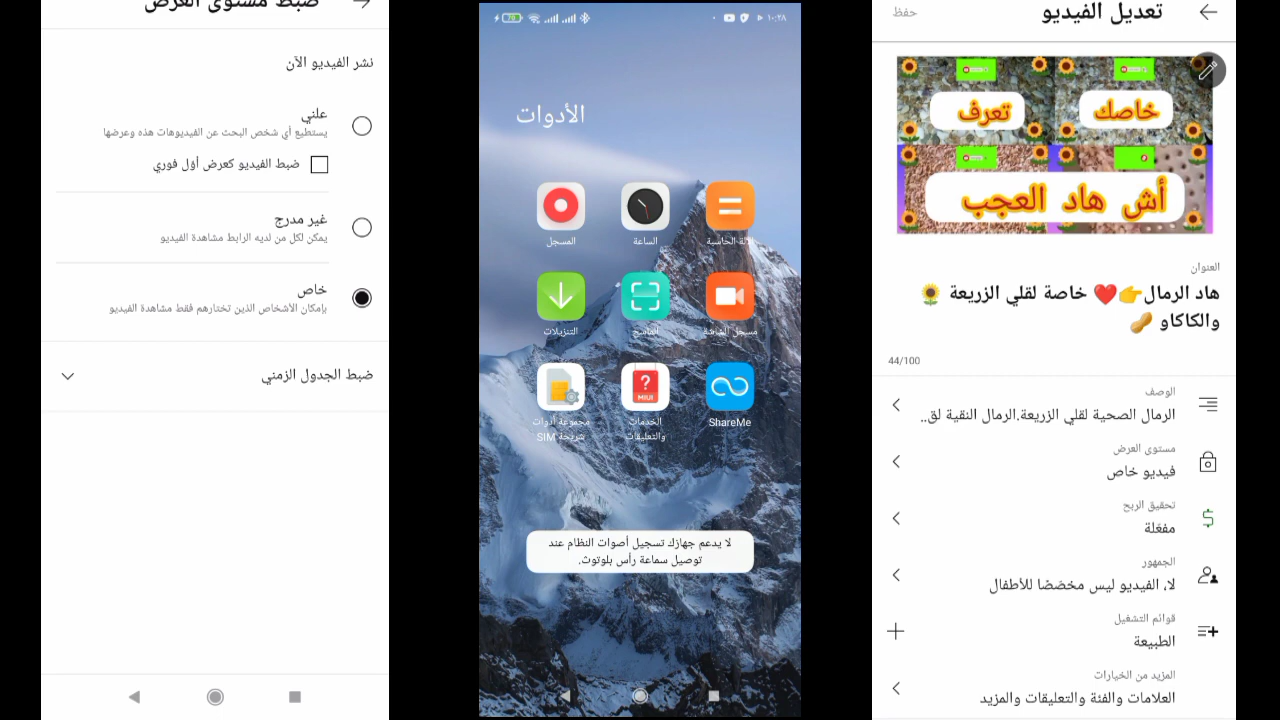 ضبط مستوى العرض
نشر الفيديو الآن
علني
يستطيع أي شخص البحث عن الفيديوهات هذه وعرضها
ضبط الفيديو كعرض أوّل فوري
غير مدرج
يمكن لكل من لديه الرابط مشاهدة الفيديو
خاص
بإمكان الأشخاص الذين تختارهم فقط مشاهدة الفيديو
ضبط الجدول الزمني
١٠:٢٨
الأدوات
الآلة الحاسبة
الساعة
المسجل
مسجل الشاشة
الماسح
التنزيلات
ShareMe
MIUI
الخدمات والتعليقات
مجموعة أدوات شريحة SIM
لا يدعم جهازك تسجيل أصوات النظام عند
توصيل سماعة رأس بلوتوث.
تعديل الفيديو
حفظ
خاصك
تعرف
أش هاد العجب
العنوان
هاد الرمال👉❤️ خاصة لقلي الزريعة 🌻
والكاكاو 🥜
44/100
الوصف
الرمال الصحية لقلي الزريعة.الرمال النقية لق..
مستوى العرض
فيديو خاص
تحقيق الربح
مفعّلة
الجمهور
لا، الفيديو ليس مخصّصًا للأطفال
قوائم التشغيل
الطبيعة
المزيد من الخيارات
العلامات والفئة والتعليقات والمزيد